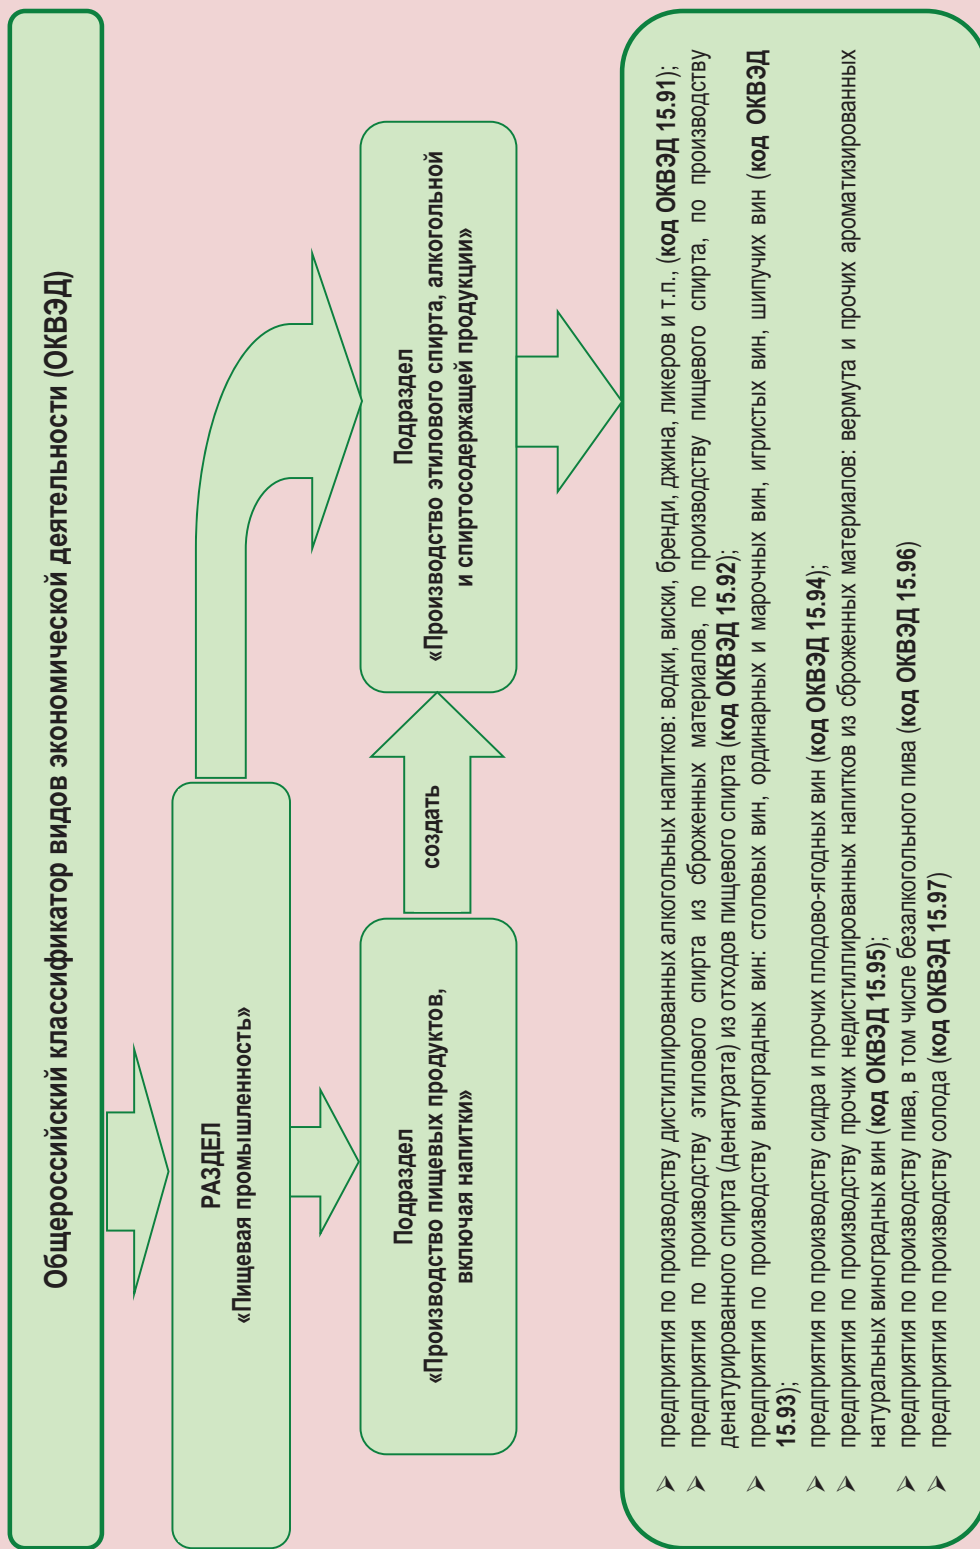 Общероссийский классификатор видов экономической деятельности (ОКВЭД)
РАЗДЕЛ
«Пищевая промышленность»
Подраздел
«Производство пищевых продуктов,
включая напитки»
создать
Подраздел
«Производство этилового спирта, алкогольной
и спиртосодержащей продукции»
➢ предприятия по производству дистиллированных алкогольных напитков: водки, виски, бренди, джина, ликеров и т.п., (код ОКВЭД 15.91);
➢ предприятия по производству этилового спирта из сброженных материалов, по производству пищевого спирта, по производству
денатурированного спирта (денатурата) из отходов пищевого спирта (код ОКВЭД 15.92);
➢ предприятия по производству виноградных вин: столовых вин, ординарных и марочных вин, игристых вин, шипучих вин (код ОКВЭД
15.93);
➢ предприятия по производству сидра и прочих плодово-ягодных вин (код ОКВЭД 15.94);
➢ предприятия по производству прочих недистиллированных напитков из сброженных материалов: вермута и прочих ароматизированных
натуральных виноградных вин (код ОКВЭД 15.95);
➢ предприятия по производству пива, в том числе безалкогольного пива (код ОКВЭД 15.96)
➢ предприятия по производству солода (код ОКВЭД 15.97)